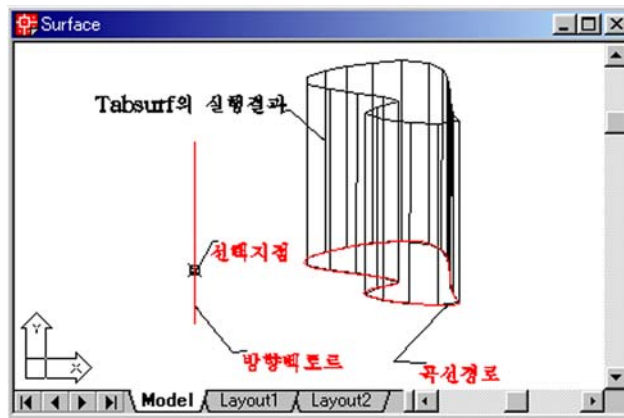 Surface
Tabsurf의 실행결과
선택지점
방향벡토르
곡선경로
Y
X
Model Layout1 Layout2